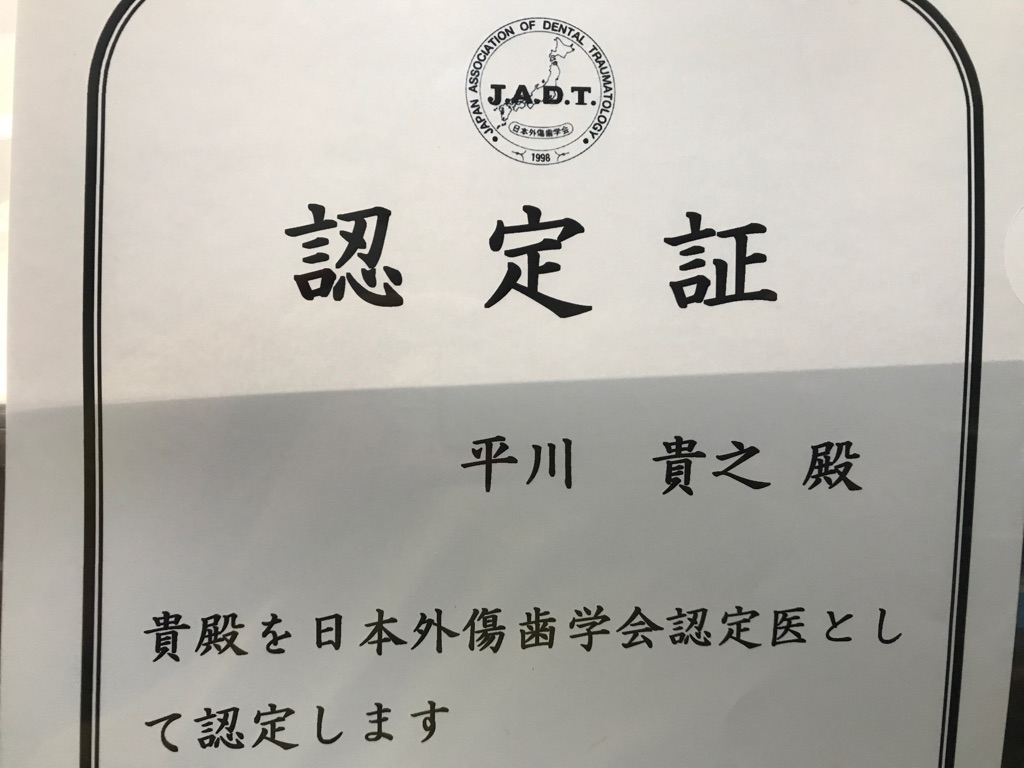 JAPAN ASSOCIATION OF DENTAL TRAUMATOLOGY
J.A.D.T.
日本外傷歯学会
1998
認定証
平川 貴之 殿
貴殿を日本外傷歯学会認定医とし
て認定します